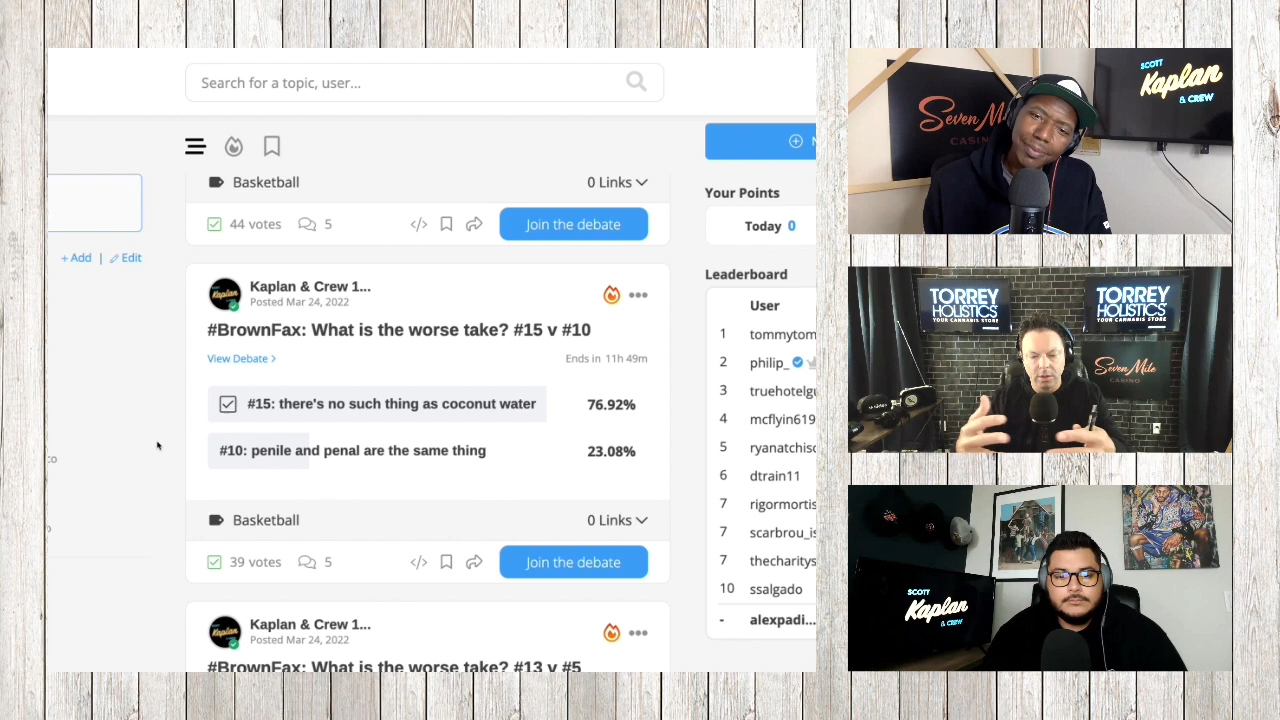 Search for a topic, user...
Basketball
0 Links
44 votes
5
Join the debate
Kaplan & Crew 1...
Posted Mar 24, 2022
#BrownFax: What is the worse take? #15 v #10
View Debate >
Ends in 11h 49m
#15: there's no such thing as coconut water
76.92%
#10: penile and penal are the same thing
23.08%
Basketball
0 Links
39 votes
5
Join the debate
Kaplan & Crew 1...
Posted Mar 24, 2022
#BrownFax: What is the worse take? #13 v #5
+ Add | Edit
Your Points
Today 0
Leaderboard
User
1 tommytom
2 philip_
3 truehotelg
4 mcflyin619
5 ryanatchis
6 dtrain11
7 rigormortis
7 scarbrou_is
7 thecharitys
10 ssalgado
- alexpadi...
SCOTT
Kaplan
& CREW
Seven Mi
CASIN
TORREY
HOLISTICS
YOUR CANNABIS STORE
TORREY
HOLISTICS
YOUR CANNABIS STORE
Seven Mile
CASINO
SCOTT
Kaplan
& CREW